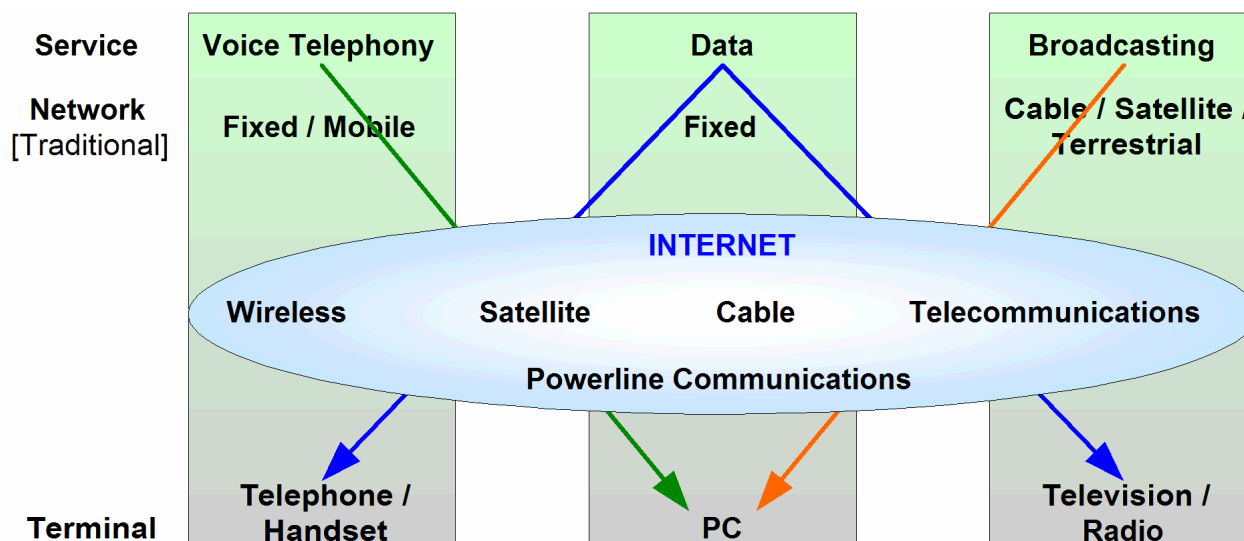 Service Voice Telephony Data Broadcasting
Network
[Traditional]
Fixed / Mobile
Fixed
Cable / Satellite /
Terrestrial
INTERNET
Wireless Satellite Cable Telecommunications
Powerline Communications
Terminal
Telephone /
Handset
PC
Television /
Radio